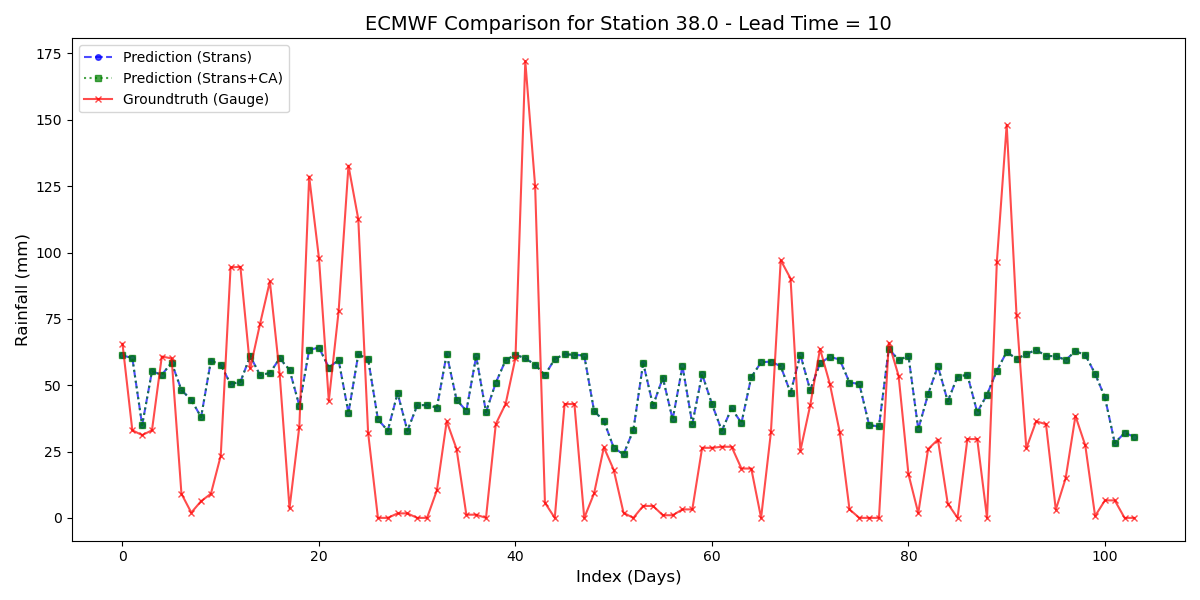 ECMWF Comparison for Station 38.0 - Lead Time = 10
Prediction (Strans)
Prediction (Strans+CA)
Groundtruth (Gauge)
175
150
125
100
75
50
25
0
Rainfall (mm)
0 20 40 60 80 100
Index (Days)